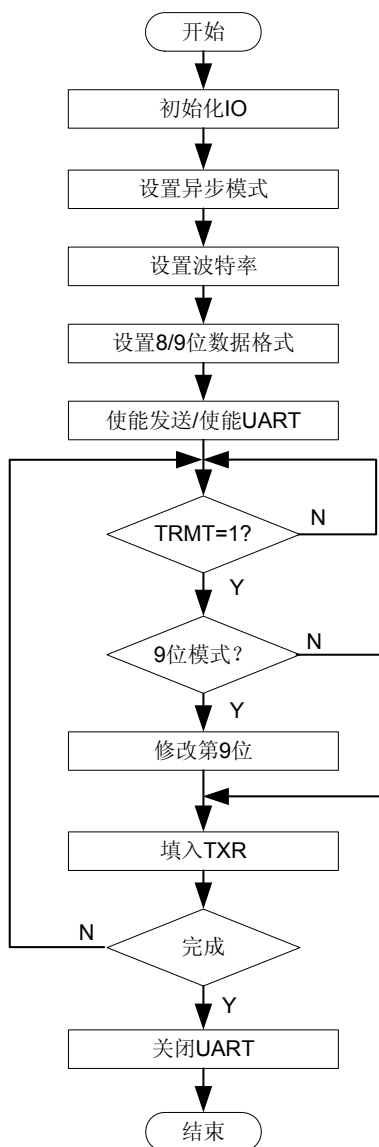 开始
初始化IO
设置异步模式
设置波特率
设置8/9位数据格式
使能发送/使能UART
TRMT=1?
N
Y
9位模式？
N
Y
修改第9位
填入TXR
N
完成
Y
关闭UART
结束